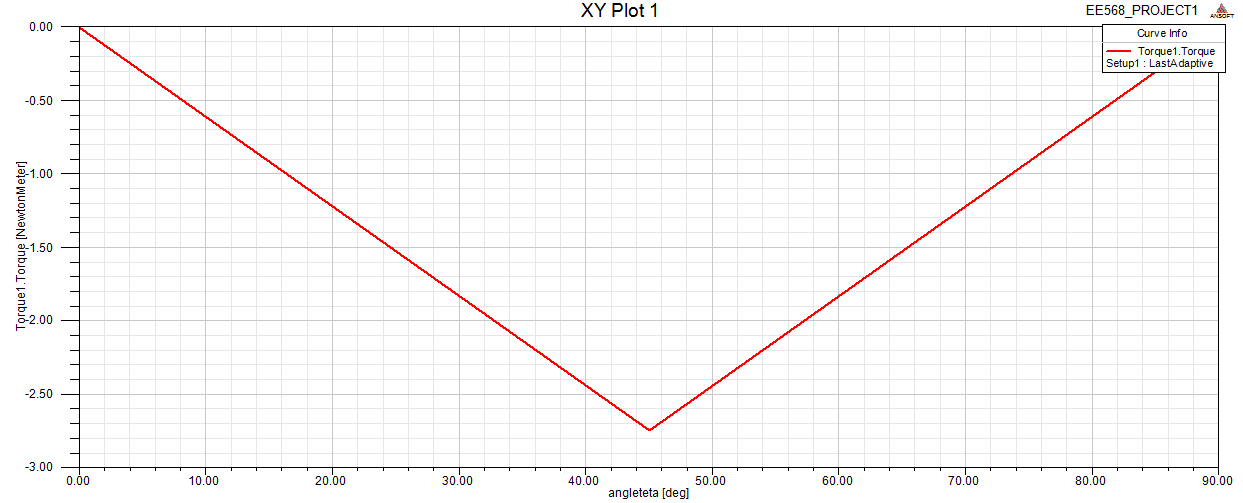 XY Plot 1
EE568_PROJECT1
ANSOFT
Curve Info
Torque1.Torque
Setup1 : LastAdaptive
0.00
-0.50
-1.00
-1.50
-2.00
-2.50
-3.00
Torque1.Torque [NewtonMeter]
0.00 10.00 20.00 30.00 40.00 50.00 60.00 70.00 80.00 90.00
angleteta [deg]